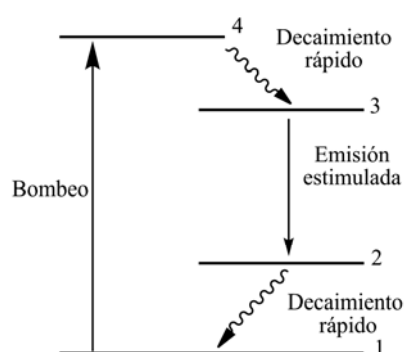 4
Decaimiento
rápido
3
Bombeo
Emisión
estimulada
2
Decaimiento
rápido
1